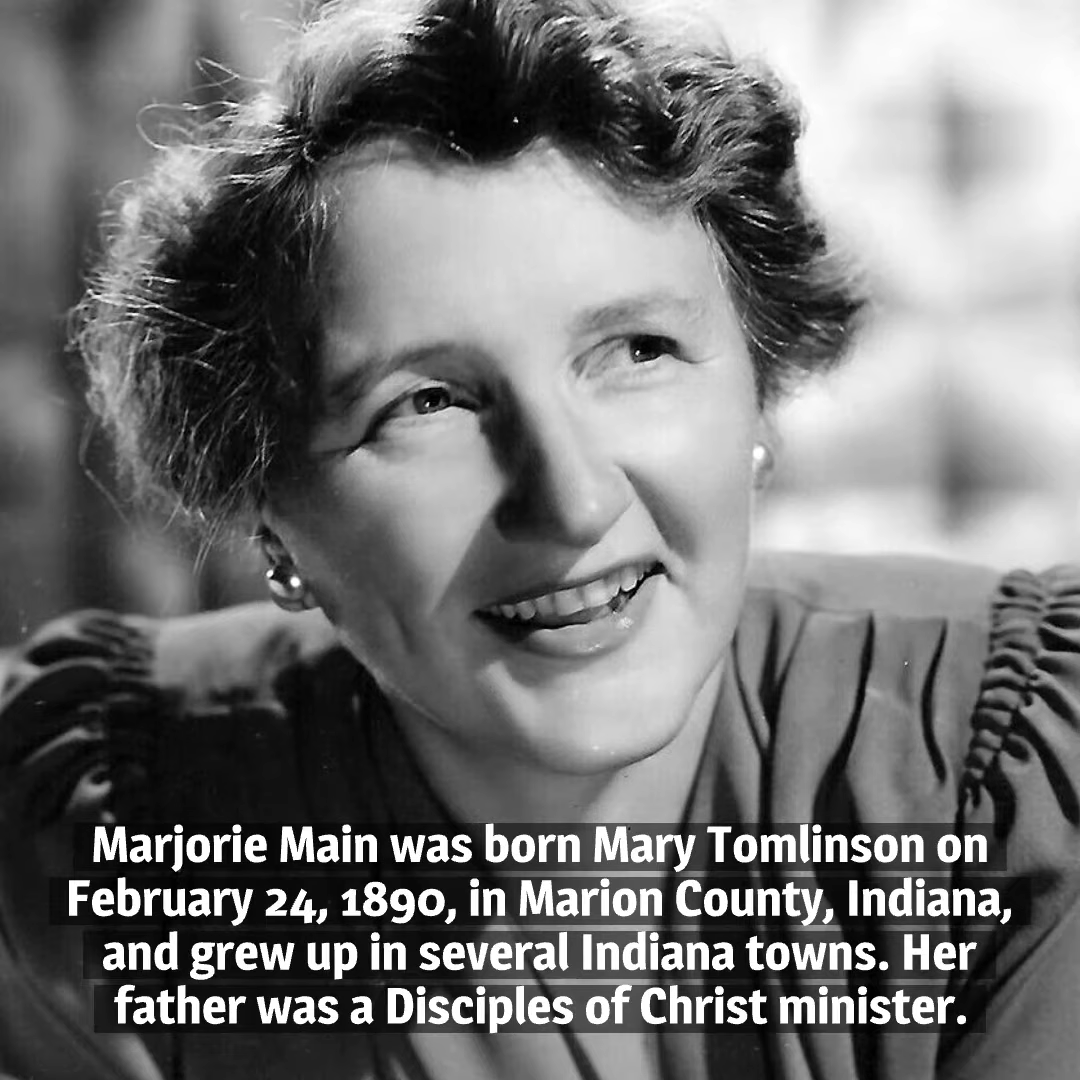 Marjorie Main was born Mary Tomlinson on
February 24, 1890, in Marion County, Indiana,
and grew up in several Indiana towns. Her
father was a Disciples of Christ minister.